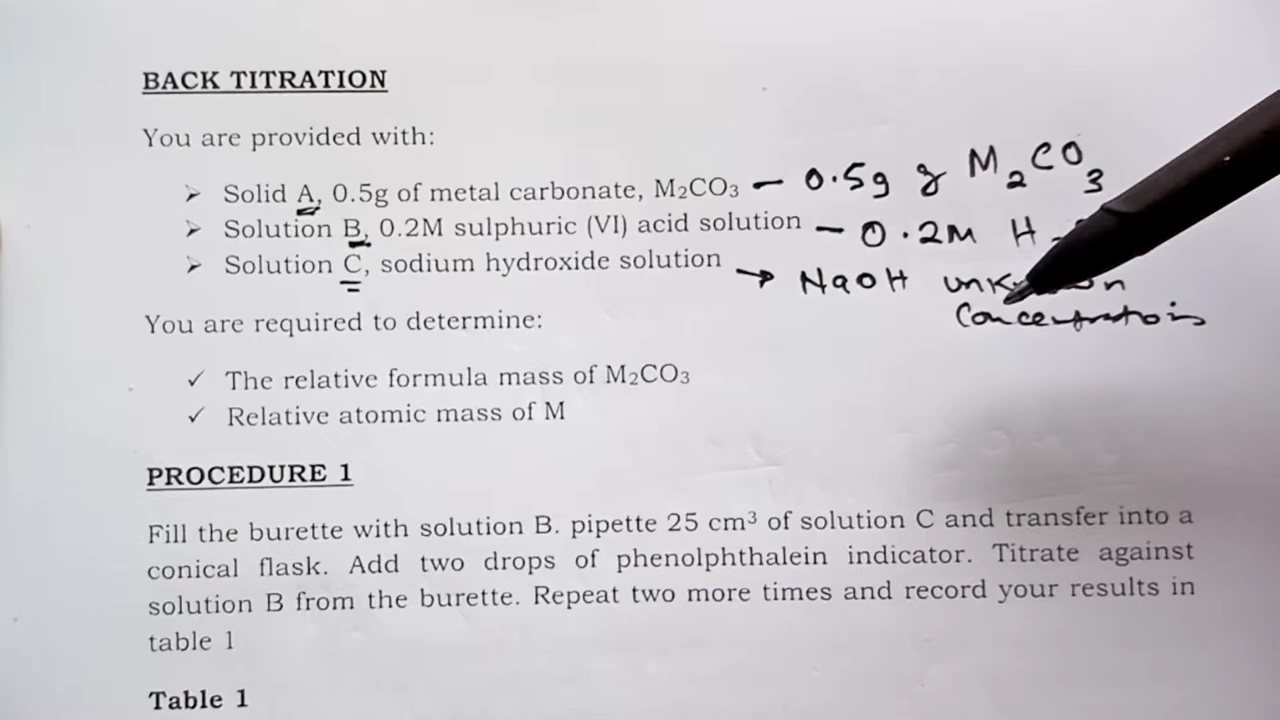 BACK TITRATION
You are provided with:
➢ Solid A, 0.5g of metal carbonate, M₂CO₃ — 0.5g of M₂CO₃
➢ Solution B, 0.2M sulphuric (VI) acid solution — 0.2M H
➢ Solution C, sodium hydroxide solution → NaOH
You are required to determine:
✓ The relative formula mass of M₂CO₃
✓ Relative atomic mass of M
PROCEDURE 1
Fill the burette with solution B. pipette 25 cm³ of solution C and transfer into a
conical flask. Add two drops of phenolphthalein indicator. Titrate against
solution B from the burette. Repeat two more times and record your results in
table 1
Table 1